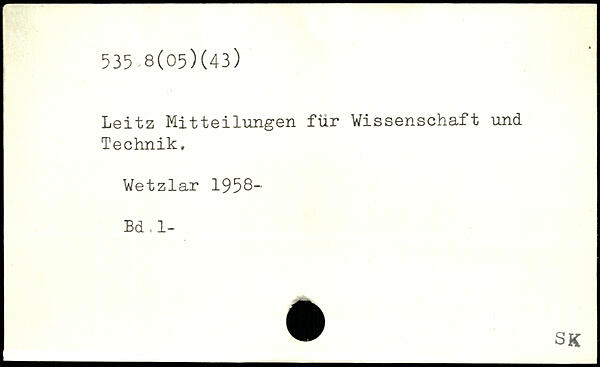 535.8(05)(43)
Leitz Mitteilungen für Wissenschaft und
Technik.
Wetzlar 1958-
Bd.1-
SK